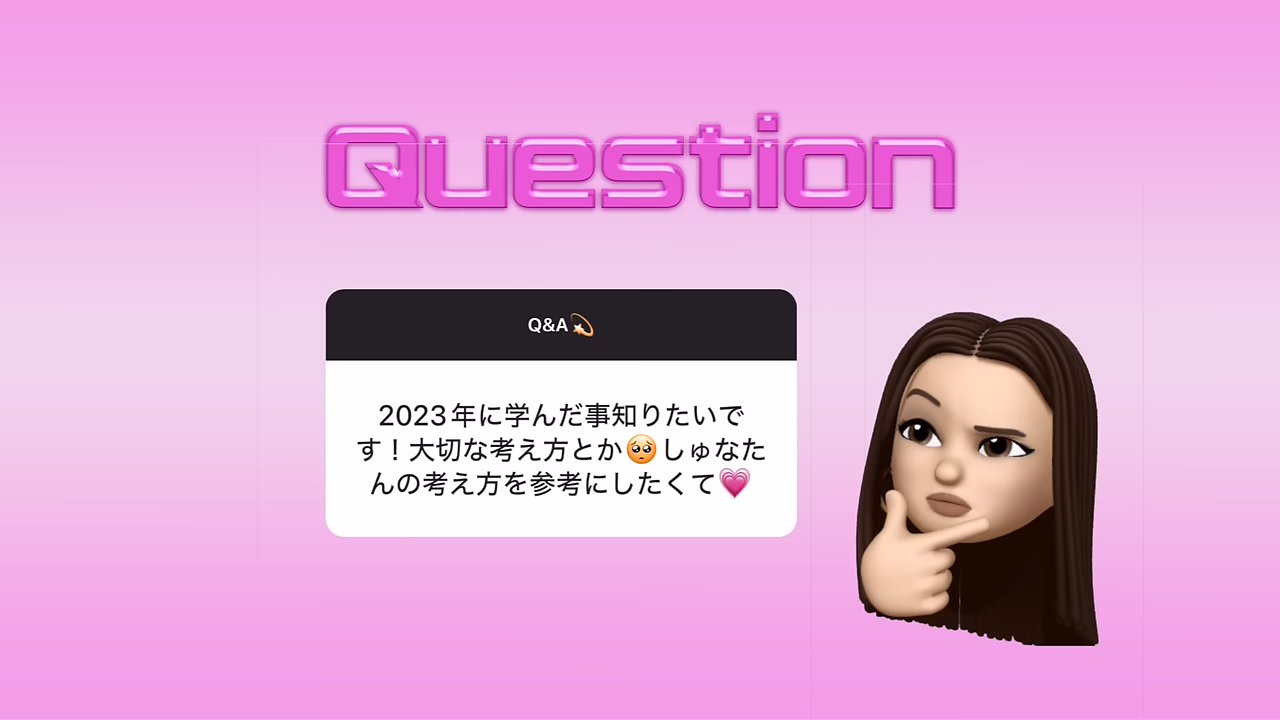 Question
Q&A💫
2023年に学んだ事知りたいで
す！大切な考え方とか🥺しゅなた
んの考え方を参考にしたくて💗